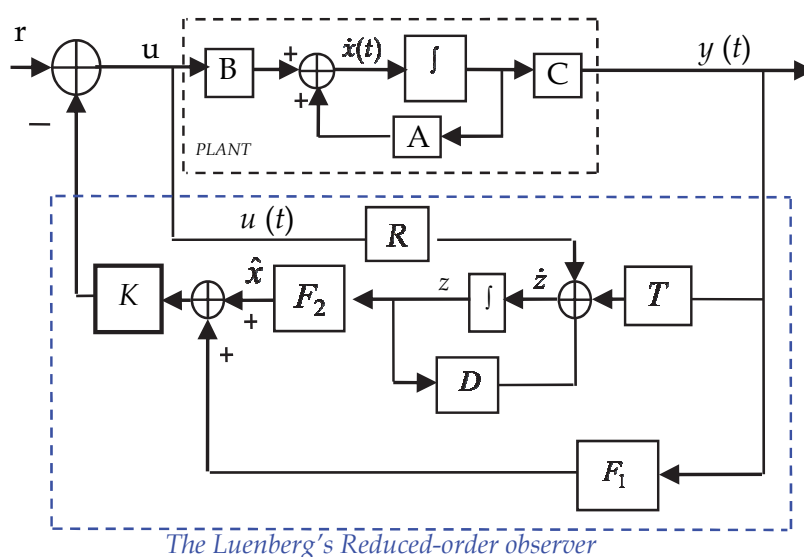 r
u
B
+
+
ẋ(t)
∫
C
y (t)
A
PLANT
−
u (t)
R
K
x̂
+
+
F₂
z
∫
ż
T
D
F₁
The Luenberg's Reduced-order observer